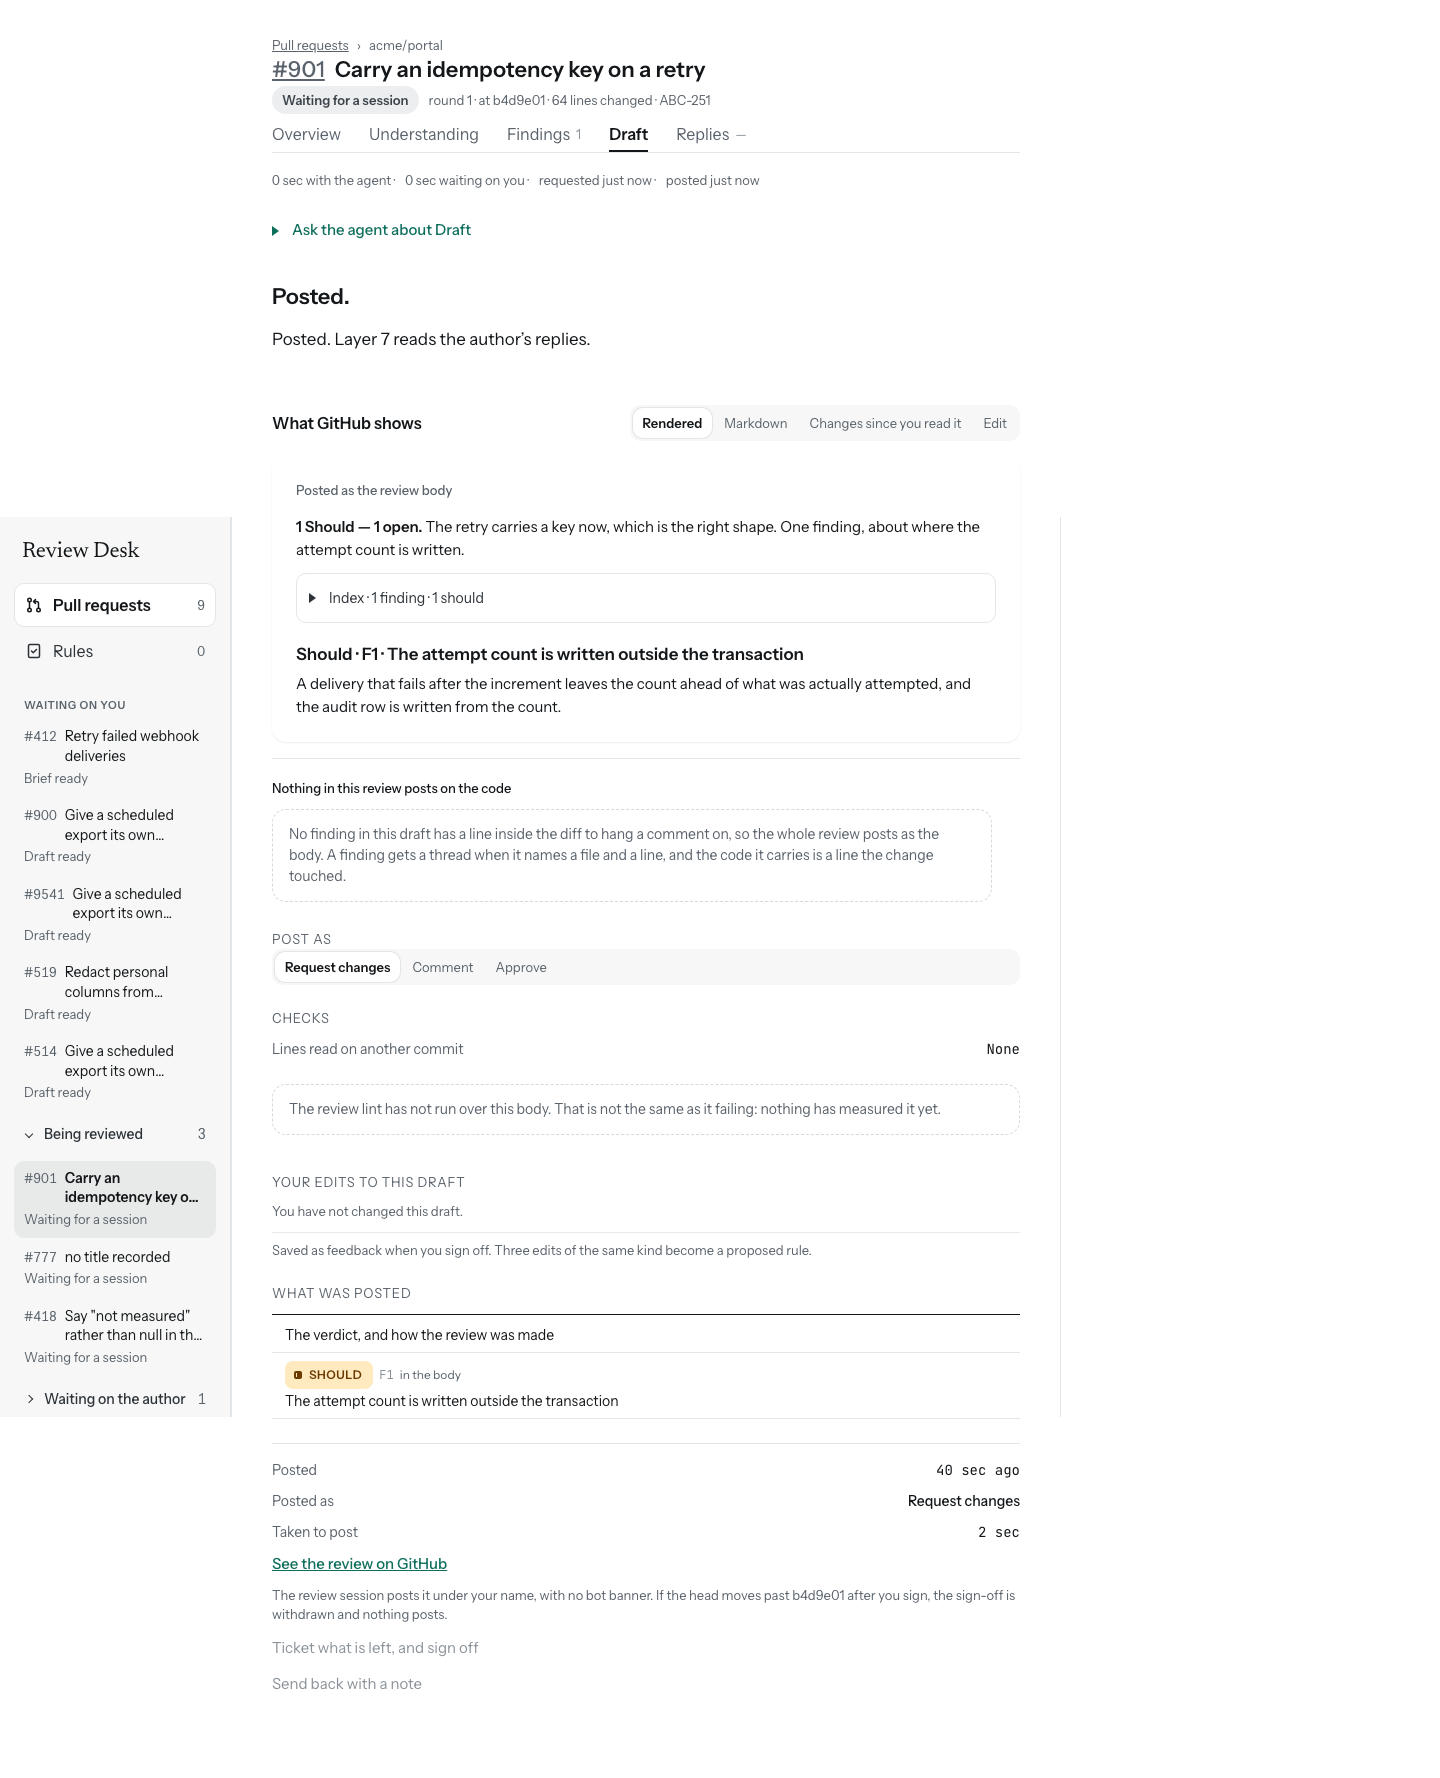 Pull requests › acme/portal
#901 Carry an idempotency key on a retry
Waiting for a session round 1 · at b4d9e01 · 64 lines changed · ABC-251
Overview Understanding Findings 1 Draft Replies —
0 sec with the agent · 0 sec waiting on you · requested just now · posted just now
Ask the agent about Draft
Posted.
Posted. Layer 7 reads the author’s replies.
What GitHub shows
Rendered Markdown Changes since you read it Edit
Posted as the review body
1 Should — 1 open. The retry carries a key now, which is the right shape. One finding, about where the
attempt count is written.
Index · 1 finding · 1 should
Should · F1 · The attempt count is written outside the transaction
A delivery that fails after the increment leaves the count ahead of what was actually attempted, and
the audit row is written from the count.
Nothing in this review posts on the code
No finding in this draft has a line inside the diff to hang a comment on, so the whole review posts as the
body. A finding gets a thread when it names a file and a line, and the code it carries is a line the change
touched.
POST AS
Request changes Comment Approve
CHECKS
Lines read on another commit None
The review lint has not run over this body. That is not the same as it failing: nothing has measured it yet.
YOUR EDITS TO THIS DRAFT
You have not changed this draft.
Saved as feedback when you sign off. Three edits of the same kind become a proposed rule.
WHAT WAS POSTED
The verdict, and how the review was made
SHOULD F1 in the body
The attempt count is written outside the transaction
Posted 40 sec ago
Posted as Request changes
Taken to post 2 sec
See the review on GitHub
The review session posts it under your name, with no bot banner. If the head moves past b4d9e01 after you sign, the sign-off is
withdrawn and nothing posts.
Ticket what is left, and sign off
Send back with a note
Review Desk
Pull requests 9
Rules 0
WAITING ON YOU
#412 Retry failed webhook
deliveries
Brief ready
#900 Give a scheduled
export its own...
Draft ready
#9541 Give a scheduled
export its own...
Draft ready
#519 Redact personal
columns from...
Draft ready
#514 Give a scheduled
export its own...
Draft ready
Being reviewed 3
#901 Carry an
idempotency key o...
Waiting for a session
#777 no title recorded
Waiting for a session
#418 Say "not measured"
rather than null in th...
Waiting for a session
Waiting on the author 1